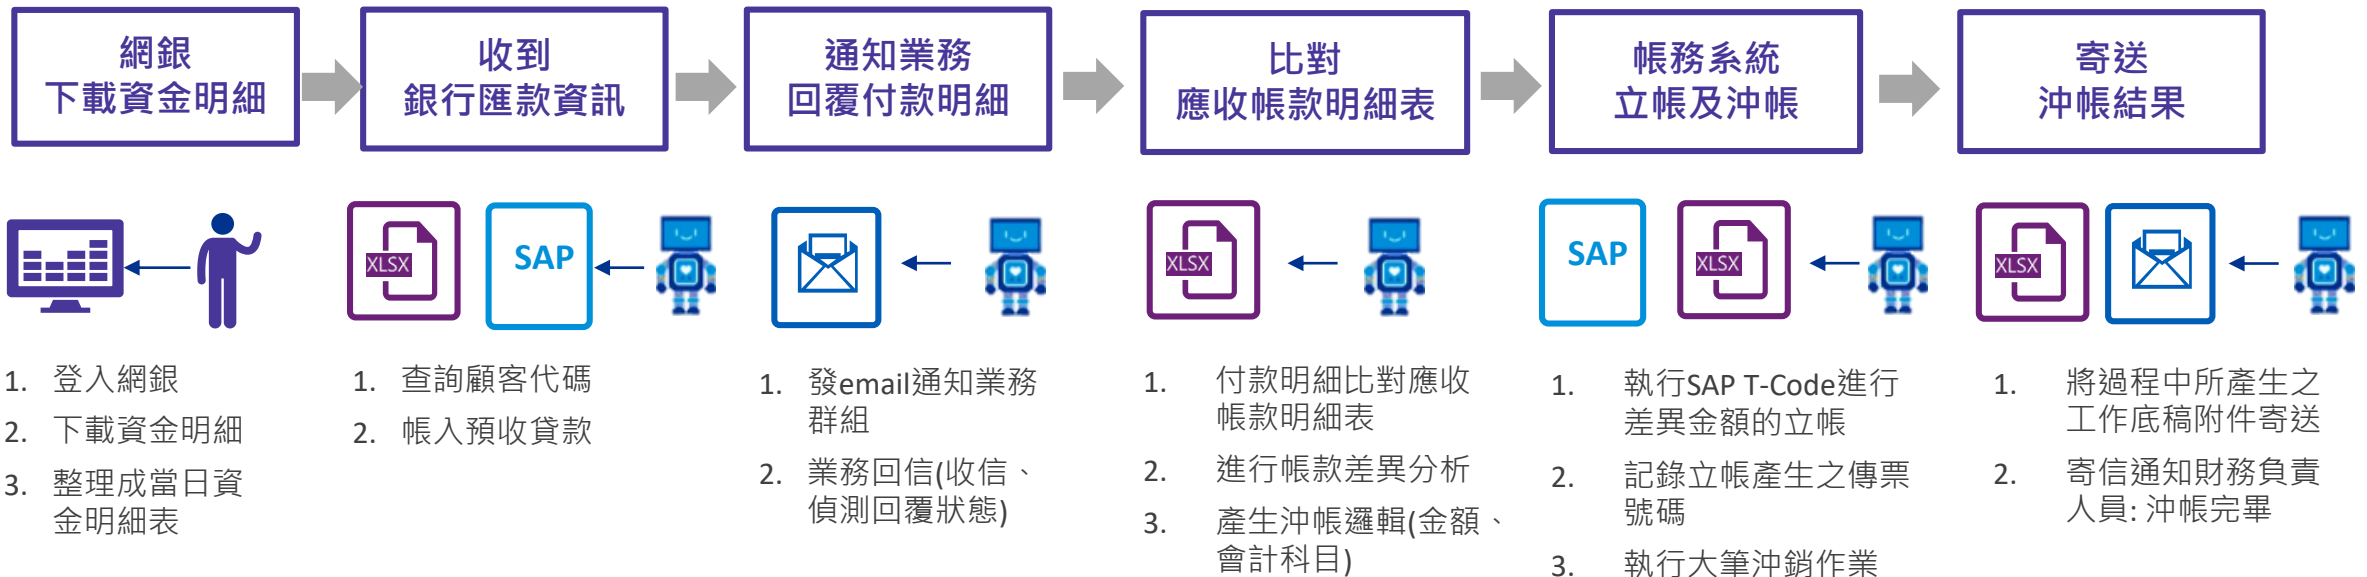 網銀
下載資金明細
收到
銀行匯款資訊
通知業務
回覆付款明細
比對
應收帳款明細表
帳務系統
立帳及沖帳
寄送
沖帳結果
XLSX
SAP
XLSX
SAP
XLSX
XLSX
1. 登入網銀
2. 下載資金明細
3. 整理成當日資
金明細表
1. 查詢顧客代碼
2. 帳入預收貸款
1. 發email通知業務
群組
2. 業務回信(收信、
偵測回覆狀態)
1. 付款明細比對應收
帳款明細表
2. 進行帳款差異分析
3. 產生沖帳邏輯(金額、
會計科目)
1. 執行SAP T-Code進行
差異金額的立帳
2. 記錄立帳產生之傳票
號碼
3. 執行大筆沖銷作業
1. 將過程中所產生之
工作底稿附件寄送
2. 寄信通知財務負責
人員: 沖帳完畢